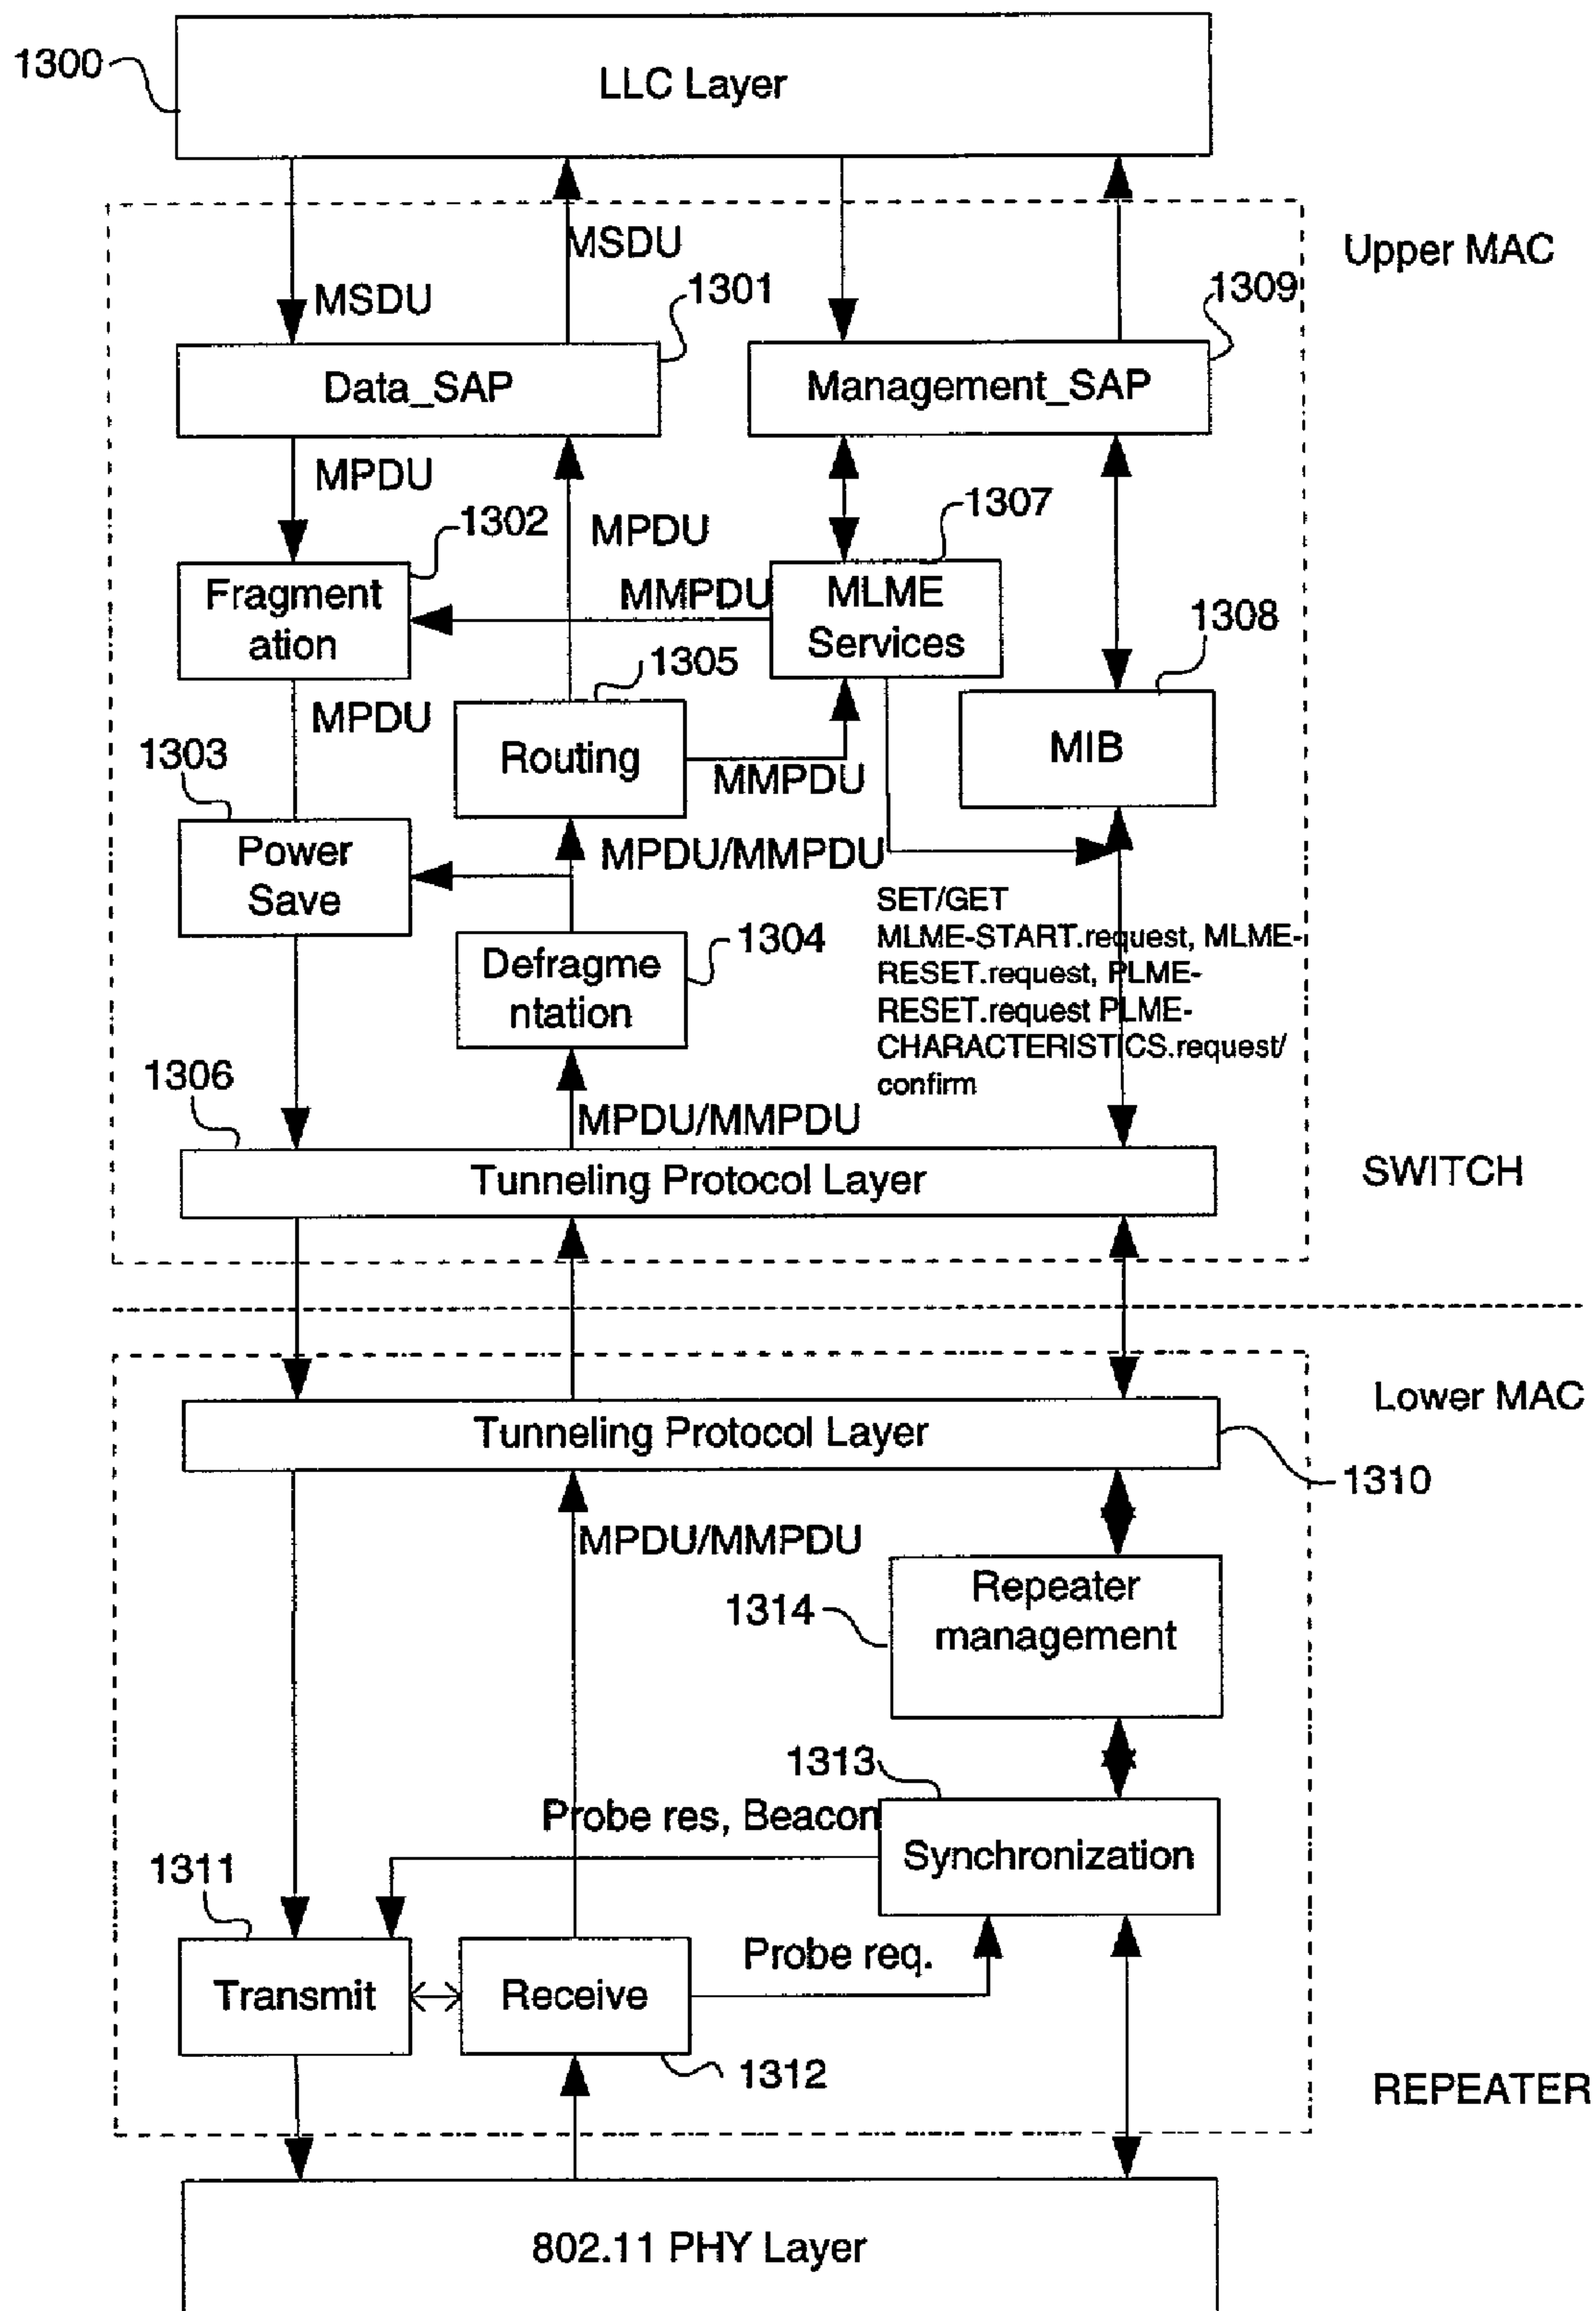 1300
LLC Layer
MSDU
Upper MAC
MSDU
1301
1309
Data_SAP
Management_SAP
MPDU
1302
MPDU
1307
Fragment
ation
MMPDU
MLME
Services
1308
1305
MPDU
1303
Routing
MMPDU
MIB
Power
Save
MPDU/MMPDU
SET/GET
MLME-START.request, MLME-
RESET.request, PLME-
RESET.request PLME-
CHARACTERISTICS.request/
confirm
1304
Defragme
ntation
1306
MPDU/MMPDU
Tunneling Protocol Layer
SWITCH
Lower MAC
Tunneling Protocol Layer
1310
MPDU/MMPDU
Repeater
management
1314
1313
Probe res, Beacon
Synchronization
1311
Probe req.
Transmit
Receive
1312
REPEATER
802.11 PHY Layer